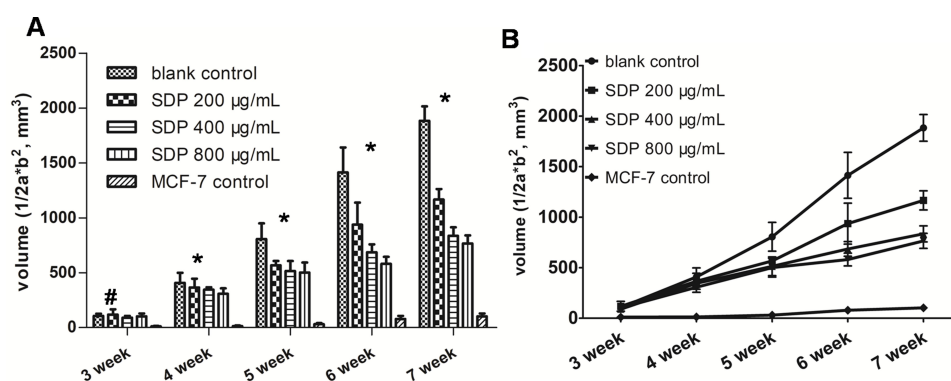 A
volume (1/2a*b², mm³)
2500
2000
1500
1000
500
0
blank control
SDP 200 µg/mL
SDP 400 µg/mL
SDP 800 µg/mL
MCF-7 control
#
*
*
*
*
3 week
4 week
5 week
6 week
7 week
B
volume (1/2a*b², mm³)
2500
2000
1500
1000
500
0
blank control
SDP 200 µg/mL
SDP 400 µg/mL
SDP 800 µg/mL
MCF-7 control
3 week
4 week
5 week
6 week
7 week